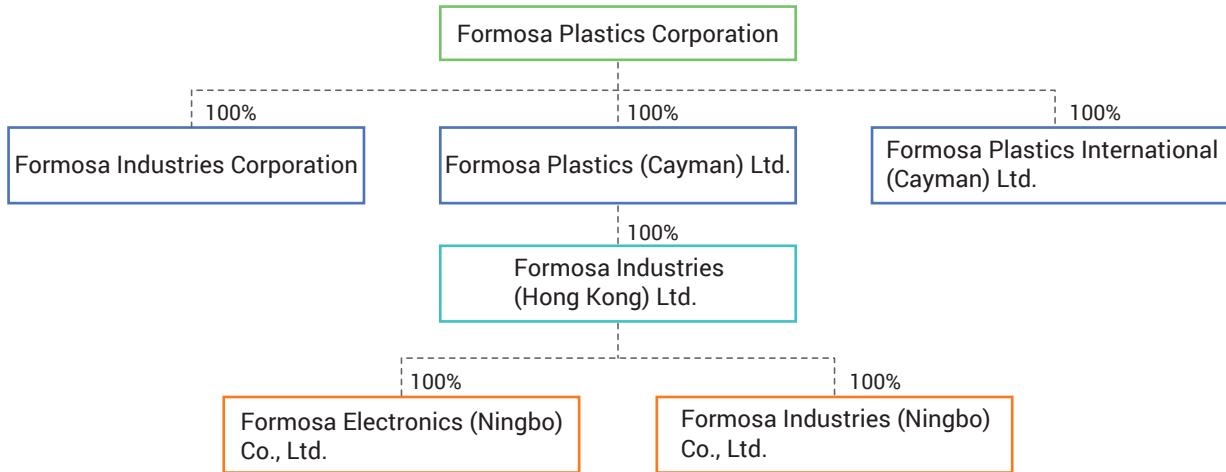 Formosa Plastics Corporation
100%
100%
100%
Formosa Industries Corporation
Formosa Plastics (Cayman) Ltd.
Formosa Plastics International
(Cayman) Ltd.
100%
Formosa Industries
(Hong Kong) Ltd.
100%
100%
Formosa Electronics (Ningbo)
Co., Ltd.
Formosa Industries (Ningbo)
Co., Ltd.